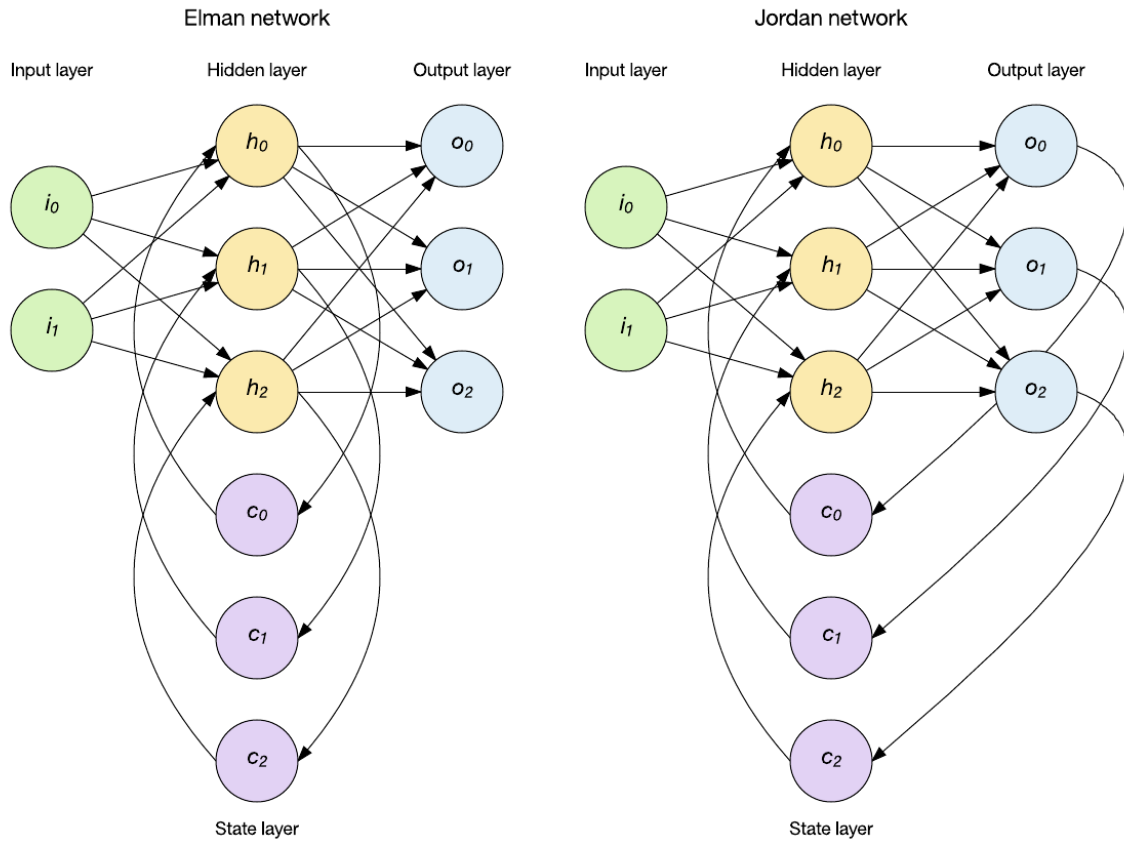 Elman network
Input layer
Hidden layer
Output layer
i0
i1
h0
h1
h2
o0
o1
o2
c0
c1
c2
State layer
Jordan network
Input layer
Hidden layer
Output layer
i0
i1
h0
h1
h2
o0
o1
o2
c0
c1
c2
State layer